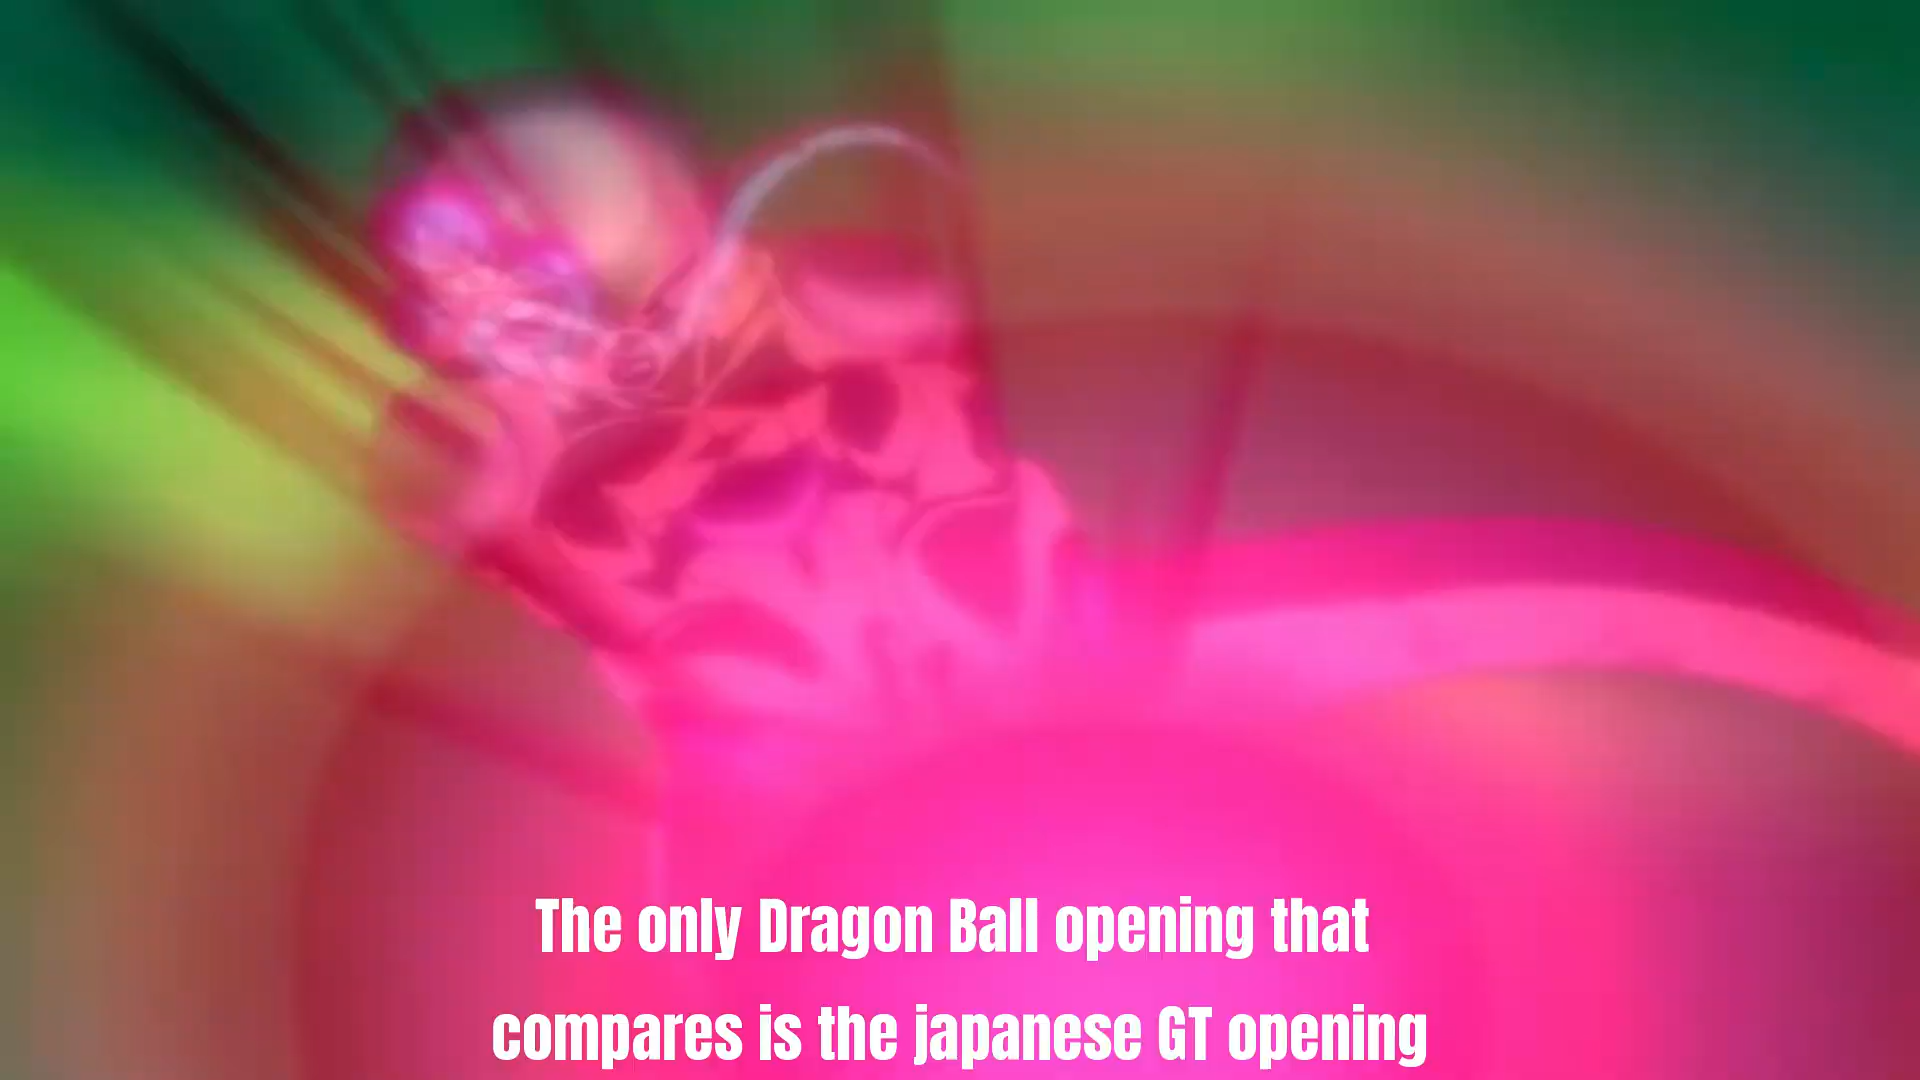 The only Dragon Ball opening that
compares is the japanese GT opening